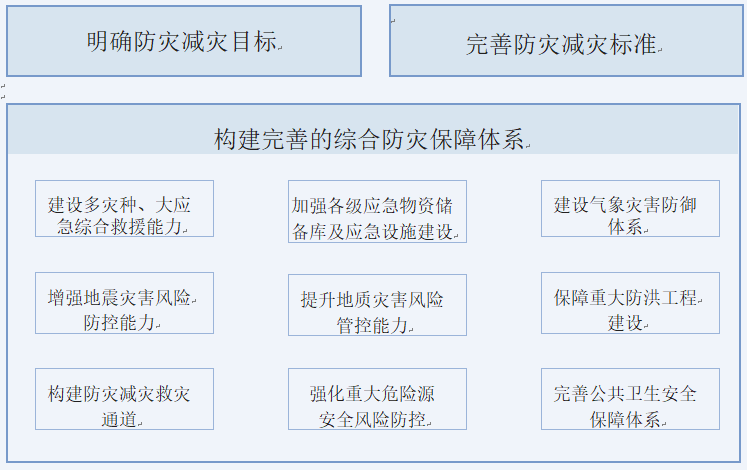 明确防灾减灾目标
完善防灾减灾标准
构建完善的综合防灾保障体系
建设多灾种、大应
急综合救援能力
加强各级应急物资储
备库及应急设施建设
建设气象灾害防御
体系
增强地震灾害风险
防控能力
提升地质灾害风险
管控能力
保障重大防洪工程
建设
构建防灾减灾救灾
通道
强化重大危险源
安全风险防控
完善公共卫生安全
保障体系